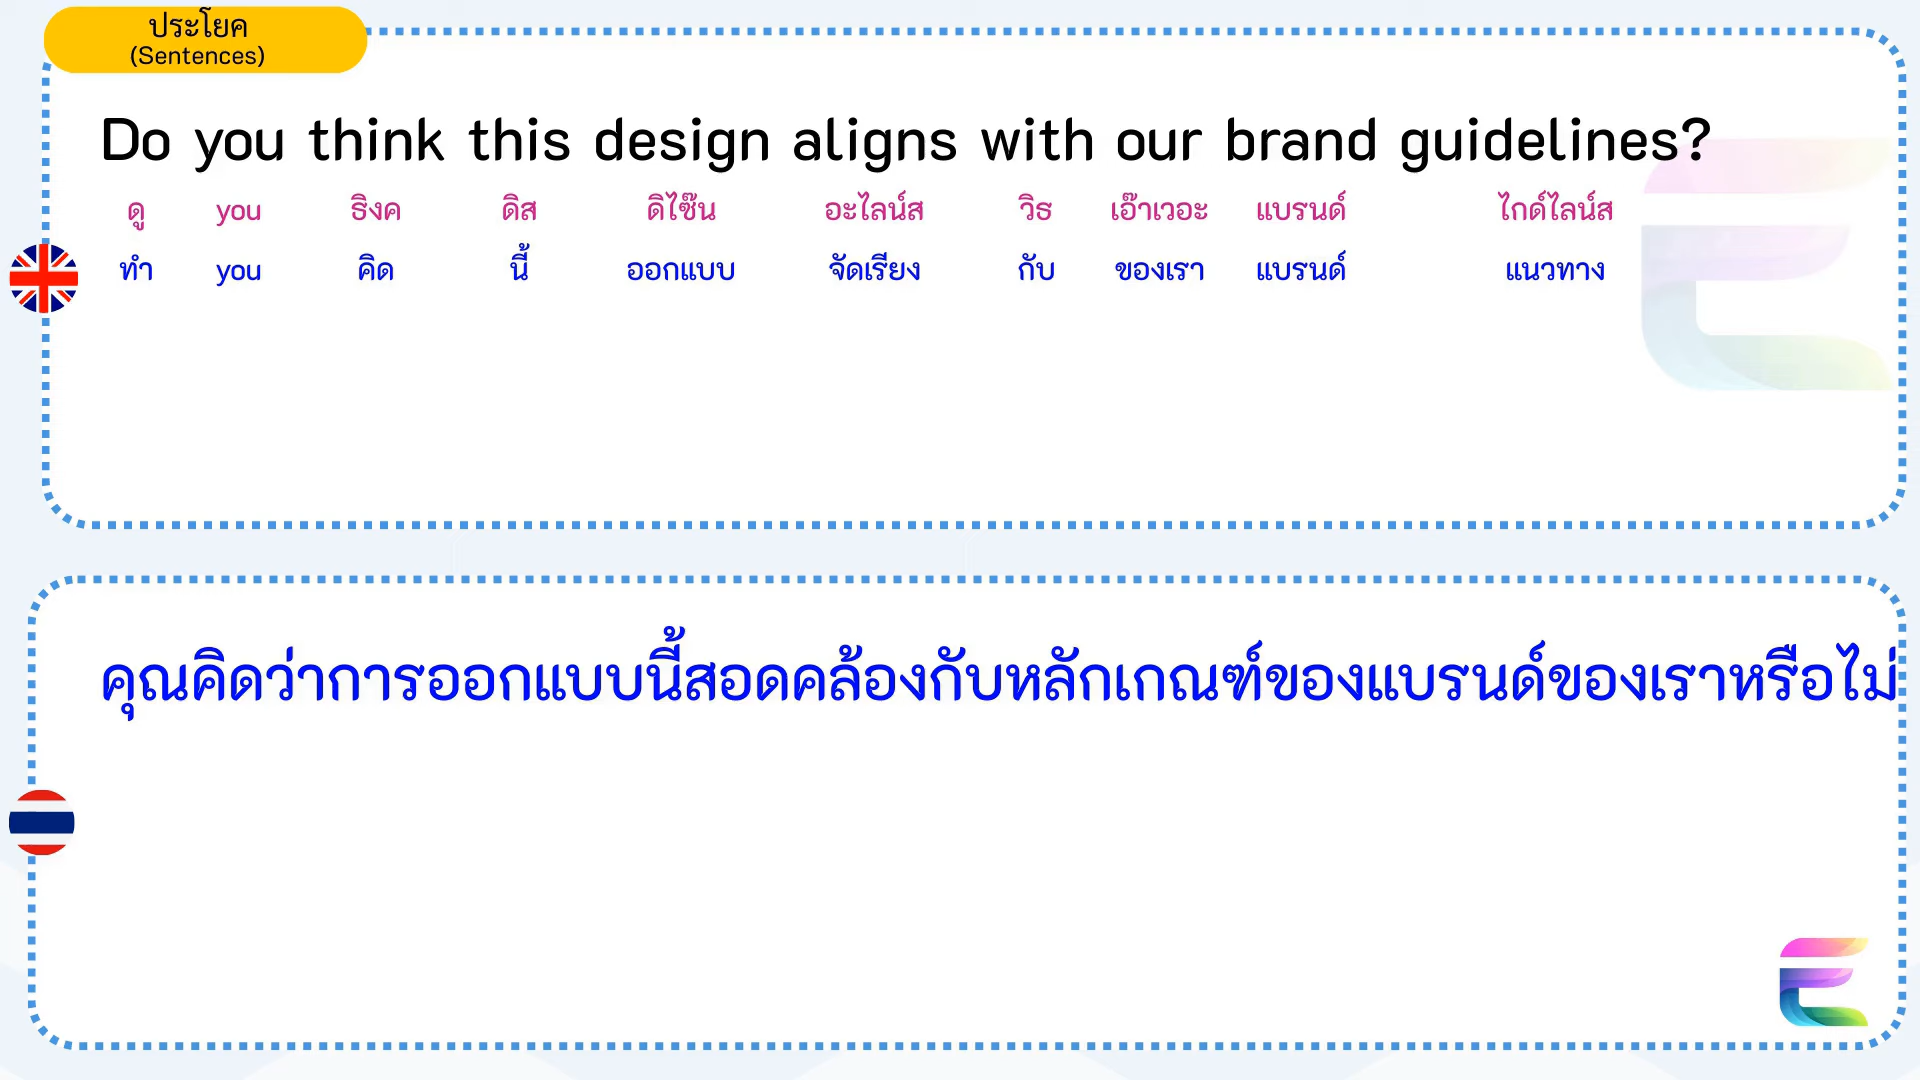 ประโยค
(Sentences)
Do you think this design aligns with our brand guidelines?
ดู you ธิงค ดิส ดิไซ๊น อะไลน์ส วิธ เอ๊าเวอะ แบรนด์ ไกด์ไลน์ส
ทำ you คิด นี้ ออกแบบ จัดเรียง กับ ของเรา แบรนด์ แนวทาง
คุณคิดว่าการออกแบบนี้สอดคล้องกับหลักเกณฑ์ของแบรนด์ของเราหรือไม่